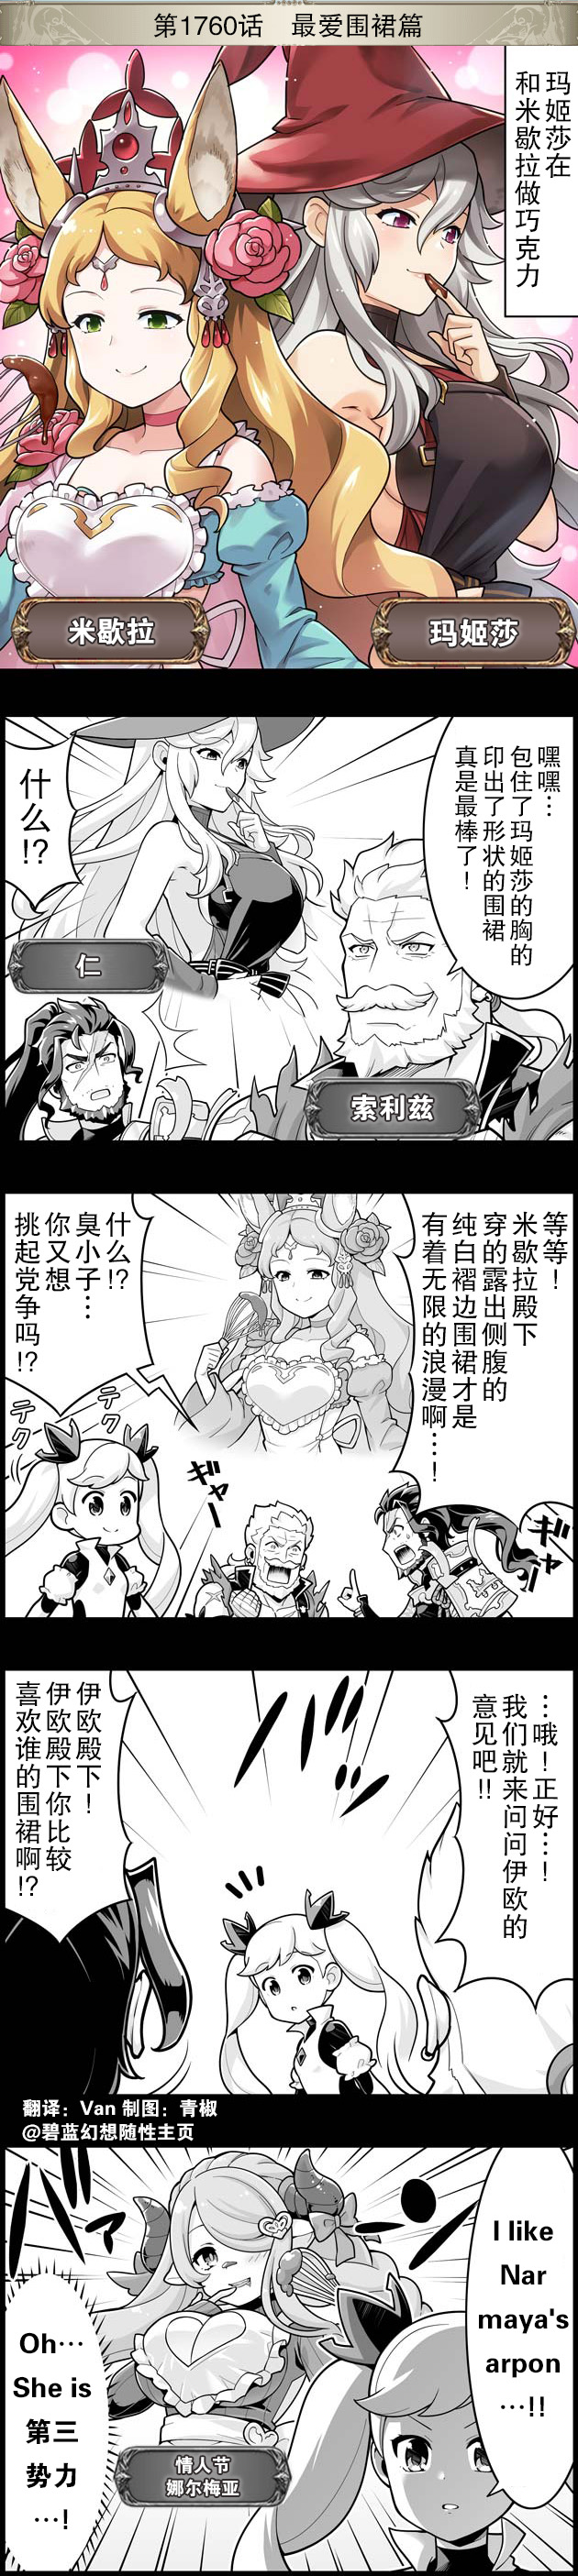 第1760话　最爱围裙篇
玛姬莎在
和米歇拉做巧克力
米歇拉
玛姬莎
嘿嘿…
包住了玛姬莎的胸的
印出了形状的围裙
真是最棒了！
什么!?
仁
索利兹
等等！
米歇拉殿下
穿的露出侧腹的
纯白褶边围裙才是
有着无限的浪漫啊…！
什么!?
臭小子…
你又想
挑起党争吗!?
テク
テク
ギャー
ギャー
…哦！正好…！
我们就来问问伊欧的
意见吧!!
伊欧殿下！
伊欧殿下你比较
喜欢谁的围裙啊!?
翻译：Van 制图：青椒
@碧蓝幻想随性主页
I like
Nar
maya's
arpon
…!!
Oh…
She is
第三
势力
…!
情人节
娜尔梅亚